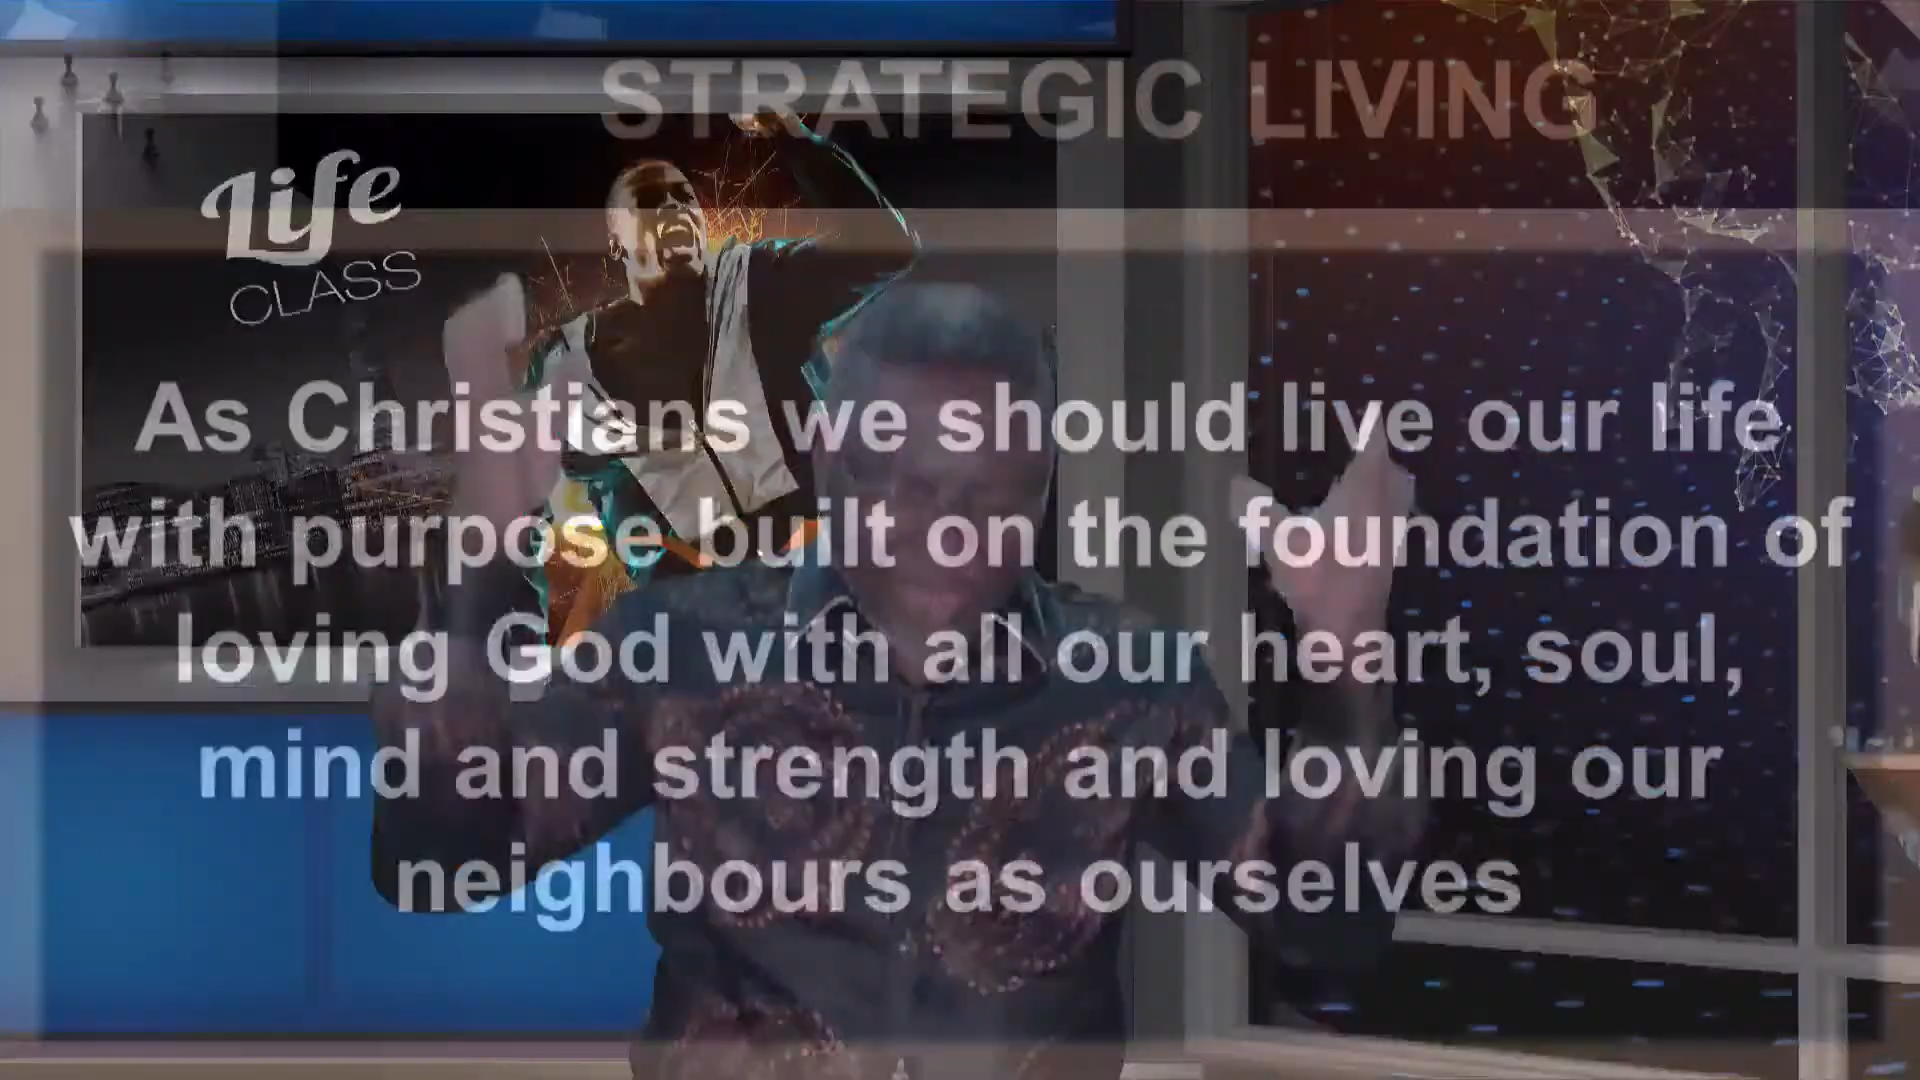 STRATEGIC LIVING
Life
CLASS
As Christians we should live our life
with purpose built on the foundation of
loving God with all our heart, soul,
mind and strength and loving our
neighbours as ourselves